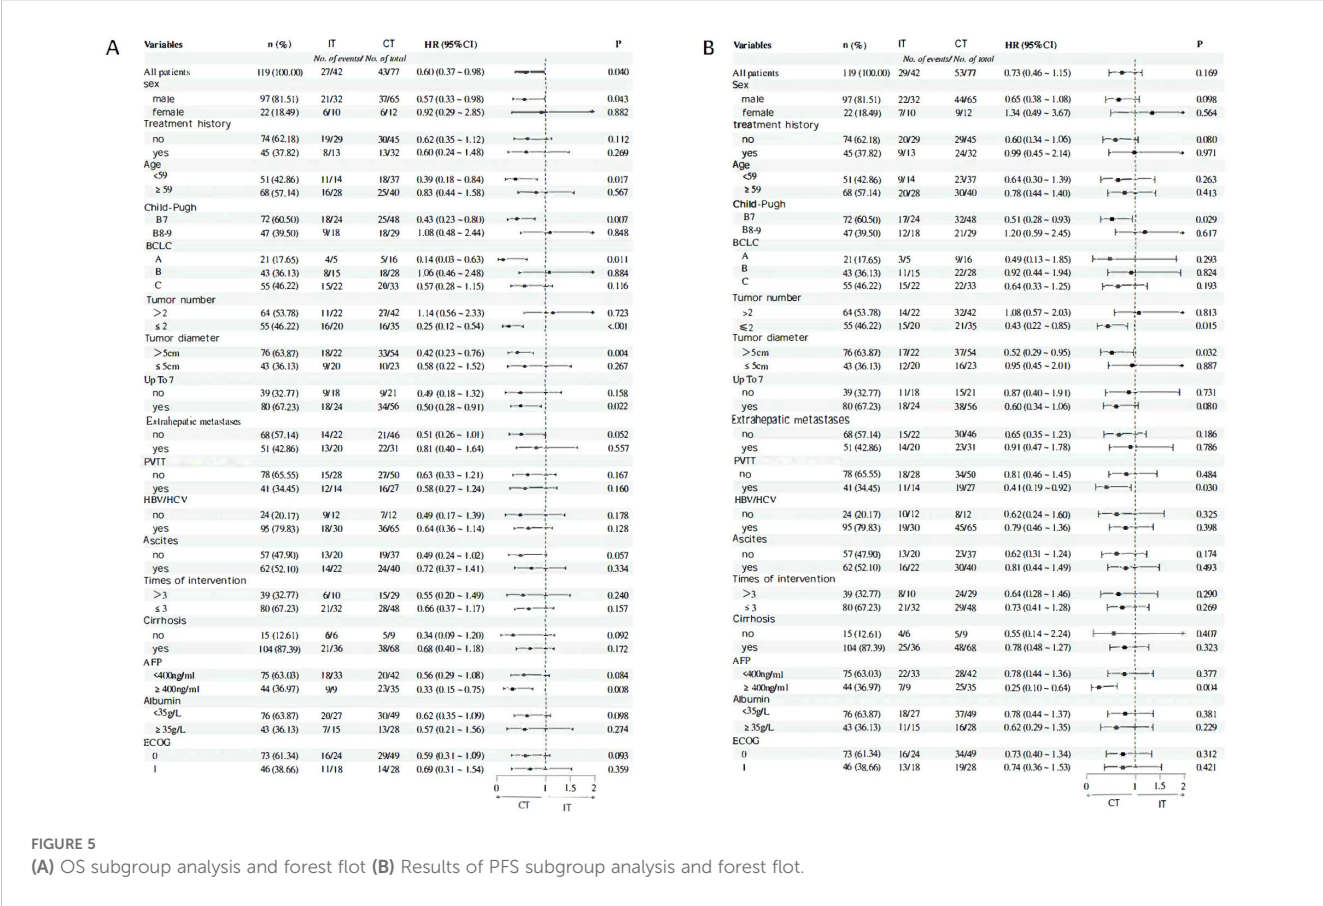 A
Variables n (%) IT CT HR (95%CI) P
No. of events/ No. of total
All patients 119 (100.00) 27/42 43/77 0.60 (0.37 ~ 0.98) 0.040
sex
male 97 (81.51) 21/32 37/65 0.57 (0.33 ~ 0.98) 0.043
female 22 (18.49) 6/10 6/12 0.92 (0.29 ~ 2.85) 0.882
Treatment history
no 74 (62.18) 19/29 30/45 0.62 (0.35 ~ 1.12) 0.112
yes 45 (37.82) 8/13 13/32 0.60 (0.24 ~ 1.48) 0.269
Age
<59 51 (42.86) 11/14 18/37 0.39 (0.18 ~ 0.84) 0.017
≥ 59 68 (57.14) 16/28 25/40 0.83 (0.44 ~ 1.58) 0.567
Child-Pugh
B7 72 (60.50) 18/24 25/48 0.43 (0.23 ~ 0.80) 0.007
B8-9 47 (39.50) 9/18 18/29 1.08 (0.48 ~ 2.44) 0.848
BCLC
A 21 (17.65) 4/5 5/16 0.14 (0.03 ~ 0.63) 0.011
B 43 (36.13) 8/15 18/28 1.06 (0.46 ~ 2.48) 0.884
C 55 (46.22) 15/22 20/33 0.57 (0.28 ~ 1.15) 0.116
Tumor number
>2 64 (53.78) 11/22 27/42 1.14 (0.56 ~ 2.33) 0.723
≤ 2 55 (46.22) 16/20 16/35 0.25 (0.12 ~ 0.54) <.001
Tumor diameter
>5cm 76 (63.87) 18/22 33/54 0.42 (0.23 ~ 0.76) 0.004
≤ 5cm 43 (36.13) 9/20 10/23 0.58 (0.22 ~ 1.52) 0.267
Up To 7
no 39 (32.77) 9/18 9/21 0.49 (0.18 ~ 1.32) 0.158
yes 80 (67.23) 18/24 34/56 0.50 (0.28 ~ 0.91) 0.022
Extrahepatic metastases
no 68 (57.14) 14/22 21/46 0.51 (0.26 ~ 1.01) 0.052
yes 51 (42.86) 13/20 22/31 0.81 (0.40 ~ 1.64) 0.557
PVTT
no 78 (65.55) 15/28 27/50 0.63 (0.33 ~ 1.21) 0.167
yes 41 (34.45) 12/14 16/27 0.58 (0.27 ~ 1.24) 0.160
HBV/HCV
no 24 (20.17) 9/12 7/12 0.49 (0.17 ~ 1.39) 0.178
yes 95 (79.83) 18/30 36/65 0.64 (0.36 ~ 1.14) 0.128
Ascites
no 57 (47.90) 13/20 19/37 0.49 (0.24 ~ 1.02) 0.057
yes 62 (52.10) 14/22 24/40 0.72 (0.37 ~ 1.41) 0.334
Times of intervention
>3 39 (32.77) 6/10 15/29 0.55 (0.20 ~ 1.49) 0.240
≤ 3 80 (67.23) 21/32 28/48 0.66 (0.37 ~ 1.17) 0.157
Cirrhosis
no 15 (12.61) 6/6 5/9 0.34 (0.09 ~ 1.20) 0.092
yes 104 (87.39) 21/36 38/68 0.68 (0.40 ~ 1.18) 0.172
AFP
<400ng/ml 75 (63.03) 18/33 20/42 0.56 (0.29 ~ 1.08) 0.084
≥ 400ng/ml 44 (36.97) 9/9 23/35 0.33 (0.15 ~ 0.75) 0.008
Albumin
<35g/L 76 (63.87) 20/27 30/49 0.62 (0.35 ~ 1.09) 0.098
≥ 35g/L 43 (36.13) 7/15 13/28 0.57 (0.21 ~ 1.56) 0.274
ECOG
0 73 (61.34) 16/24 29/49 0.59 (0.31 ~ 1.09) 0.093
1 46 (38.66) 11/18 14/28 0.69 (0.31 ~ 1.54) 0.359
0 1 1.5 2
CT IT
B
Variables n (%) IT CT HR (95%CI) P
No. of events/ No. of total
All patients 119 (100.00) 29/42 53/77 0.73 (0.46 ~ 1.15) 0.169
Sex
male 97 (81.51) 22/32 44/65 0.65 (0.38 ~ 1.08) 0.098
female 22 (18.49) 7/10 9/12 1.34 (0.49 ~ 3.67) 0.564
treatment history
no 74 (62.18) 20/29 29/45 0.60 (0.34 ~ 1.06) 0.080
yes 45 (37.82) 9/13 24/32 0.99 (0.45 ~ 2.14) 0.971
Age
<59 51 (42.86) 9/14 23/37 0.64 (0.30 ~ 1.39) 0.263
≥ 59 68 (57.14) 20/28 30/40 0.78 (0.44 ~ 1.40) 0.413
Child-Pugh
B7 72 (60.50) 17/24 32/48 0.51 (0.28 ~ 0.93) 0.029
B8-9 47 (39.50) 12/18 21/29 1.20 (0.59 ~ 2.45) 0.617
BCLC
A 21 (17.65) 3/5 9/16 0.49 (0.13 ~ 1.85) 0.293
B 43 (36.13) 11/15 22/28 0.92 (0.44 ~ 1.94) 0.824
C 55 (46.22) 15/22 22/33 0.64 (0.33 ~ 1.25) 0.193
Tumor number
>2 64 (53.78) 14/22 32/42 1.08 (0.57 ~ 2.03) 0.813
⩽2 55 (46.22) 15/20 21/35 0.43 (0.22 ~ 0.85) 0.015
Tumor diameter
>5cm 76 (63.87) 17/22 37/54 0.52 (0.29 ~ 0.95) 0.032
≤ 5cm 43 (36.13) 12/20 16/23 0.95 (0.45 ~ 2.01) 0.887
Up To 7
no 39 (32.77) 11/18 15/21 0.87 (0.40 ~ 1.91) 0.731
yes 80 (67.23) 18/24 38/56 0.60 (0.34 ~ 1.06) 0.080
Extrahepatic metastases
no 68 (57.14) 15/22 30/46 0.65 (0.35 ~ 1.23) 0.186
yes 51 (42.86) 14/20 23/31 0.91 (0.47 ~ 1.78) 0.786
PVTT
no 78 (65.55) 18/28 34/50 0.81 (0.46 ~ 1.45) 0.484
yes 41 (34.45) 11/14 19/27 0.41 (0.19 ~ 0.92) 0.030
HBV/HCV
no 24 (20.17) 10/12 8/12 0.62 (0.24 ~ 1.60) 0.325
yes 95 (79.83) 19/30 45/65 0.79 (0.46 ~ 1.36) 0.398
Ascites
no 57 (47.90) 13/20 23/37 0.62 (0.31 ~ 1.24) 0.174
yes 62 (52.10) 16/22 30/40 0.81 (0.44 ~ 1.49) 0.493
Times of intervention
>3 39 (32.77) 8/10 24/29 0.64 (0.28 ~ 1.46) 0.290
≤ 3 80 (67.23) 21/32 29/48 0.73 (0.41 ~ 1.28) 0.269
Cirrhosis
no 15 (12.61) 4/6 5/9 0.55 (0.14 ~ 2.24) 0.407
yes 104 (87.39) 25/36 48/68 0.78 (0.48 ~ 1.27) 0.323
AFP
<400ng/ml 75 (63.03) 22/33 28/42 0.78 (0.44 ~ 1.36) 0.377
≥ 400ng/ml 44 (36.97) 7/9 25/35 0.25 (0.10 ~ 0.64) 0.004
Albumin
<35g/L 76 (63.87) 18/27 37/49 0.78 (0.44 ~ 1.37) 0.381
≥ 35g/L 43 (36.13) 11/15 16/28 0.62 (0.29 ~ 1.35) 0.229
ECOG
0 73 (61.34) 16/24 34/49 0.73 (0.40 ~ 1.34) 0.312
1 46 (38.66) 13/18 19/28 0.74 (0.36 ~ 1.53) 0.421
0 1 1.5 2
CT IT
FIGURE 5
(A) OS subgroup analysis and forest flot (B) Results of PFS subgroup analysis and forest flot.